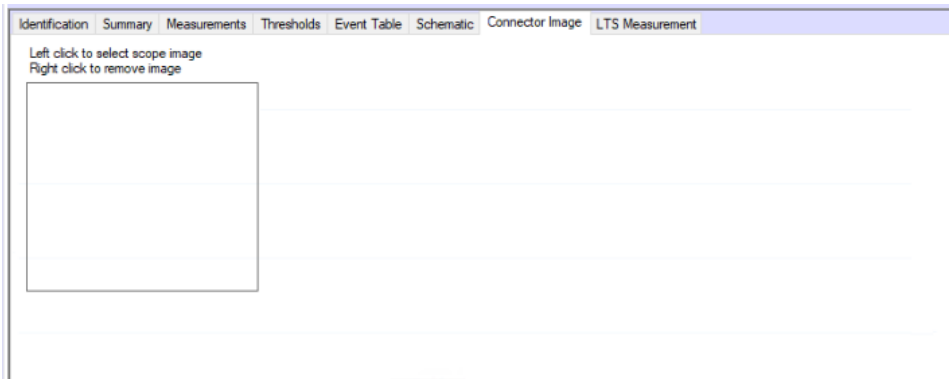 Identification Summary Measurements Thresholds Event Table Schematic Connector Image LTS Measurement
Left click to select scope image
Right click to remove image